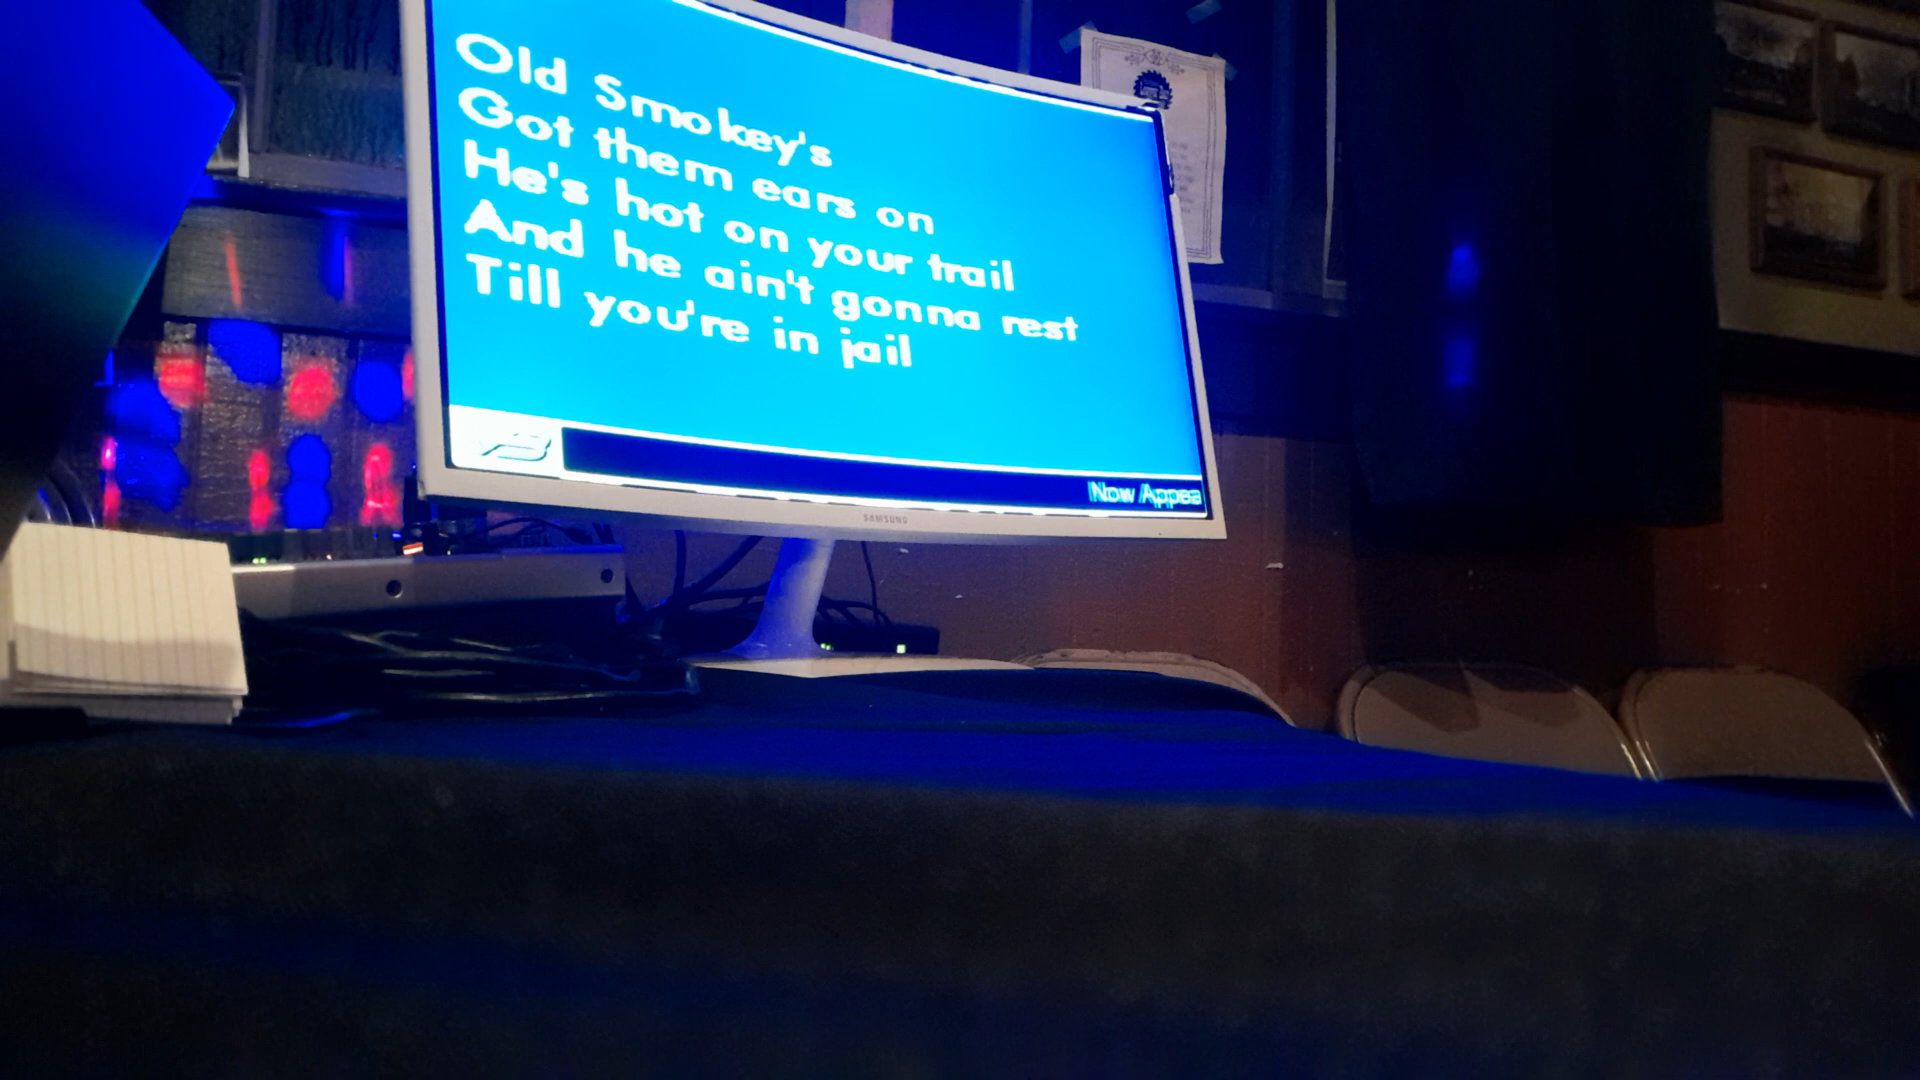 Old Smokey's
Got them ears on
He's hot on your trail
And he ain't gonna rest
Till you're in jail
Now Appea
SAMSUNG